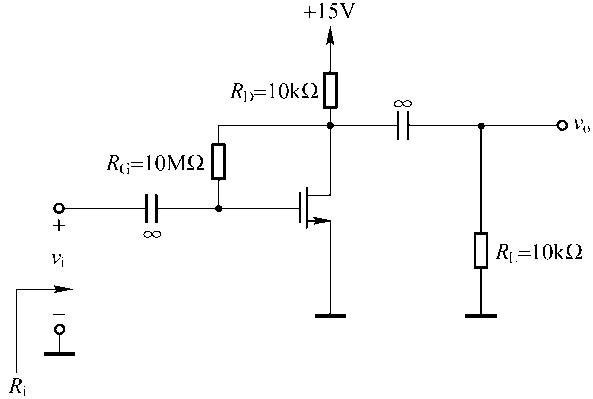 +15V
R_D=10kΩ
∞
v_o
R_G=10MΩ
∞
+
v_i
R_L=10kΩ
−
R_i